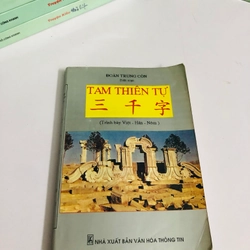 ĐOÀN TRUNG CÒN
TAM THIÊN TỰ
三千字
(Trình bày Việt - Hán - Nôm)
NHÀ XUẤT BẢN VĂN HÓA THÔNG TIN